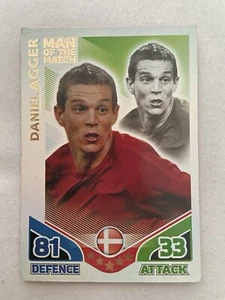 DANIEL AGGER
MAN
OF THE
MATCH
81
DEFENCE
33
ATTACK